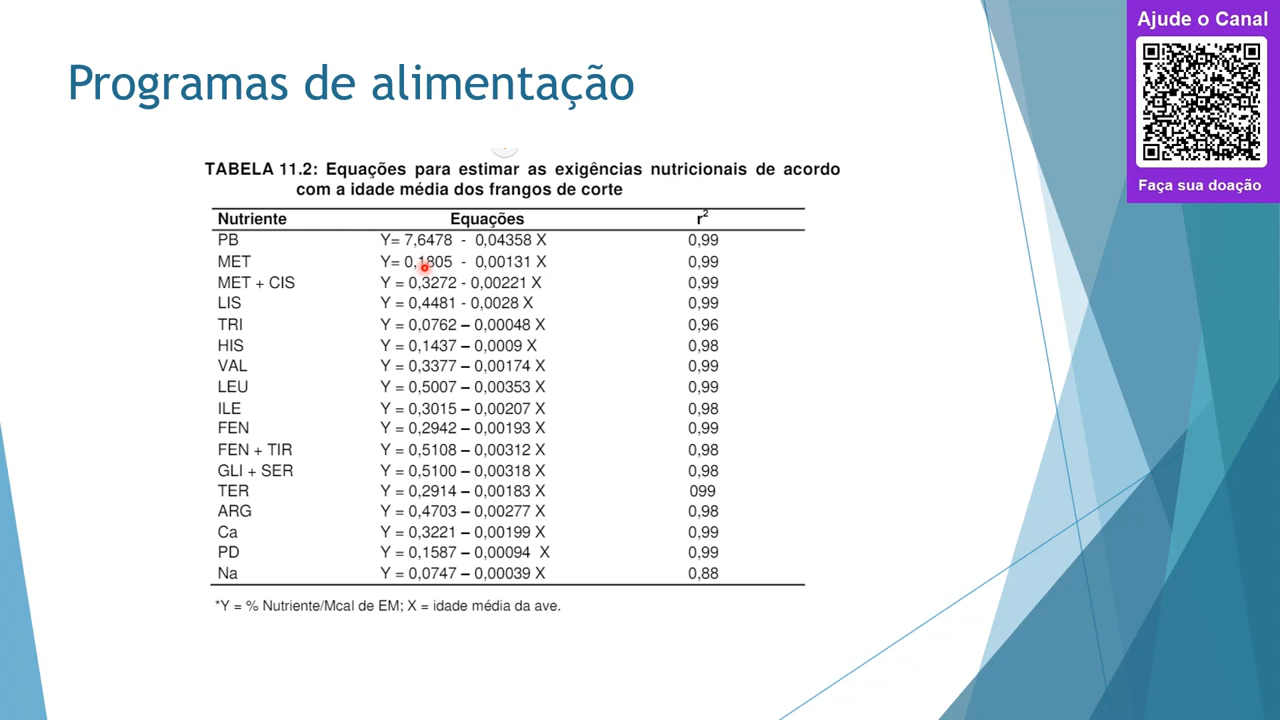 Ajude o Canal
Faça sua doação
Programas de alimentação
TABELA 11.2: Equações para estimar as exigências nutricionais de acordo
com a idade média dos frangos de corte
Nutriente Equações r²
PB Y= 7,6478 - 0,04358 X 0,99
MET Y= 0,1805 - 0,00131 X 0,99
MET + CIS Y = 0,3272 - 0,00221 X 0,99
LIS Y = 0,4481 - 0,0028 X 0,99
TRI Y = 0,0762 – 0,00048 X 0,96
HIS Y = 0,1437 – 0,0009 X 0,98
VAL Y = 0,3377 – 0,00174 X 0,99
LEU Y = 0,5007 – 0,00353 X 0,99
ILE Y = 0,3015 – 0,00207 X 0,98
FEN Y = 0,2942 – 0,00193 X 0,99
FEN + TIR Y = 0,5108 – 0,00312 X 0,98
GLI + SER Y = 0,5100 – 0,00318 X 0,98
TER Y = 0,2914 – 0,00183 X 099
ARG Y = 0,4703 – 0,00277 X 0,98
Ca Y = 0,3221 – 0,00199 X 0,99
PD Y = 0,1587 – 0,00094 X 0,99
Na Y = 0,0747 – 0,00039 X 0,88
*Y = % Nutriente/Mcal de EM; X = idade média da ave.